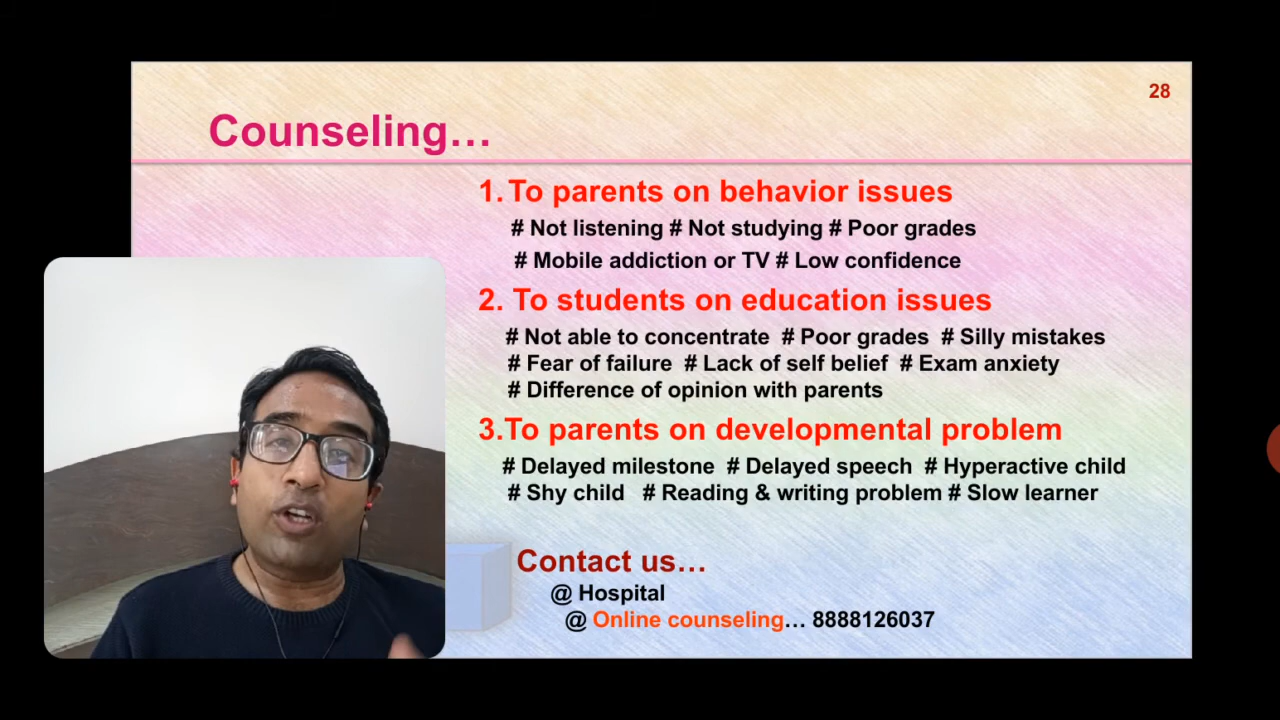 28
Counseling…
1. To parents on behavior issues
# Not listening # Not studying # Poor grades
# Mobile addiction or TV # Low confidence
2. To students on education issues
# Not able to concentrate # Poor grades # Silly mistakes
# Fear of failure # Lack of self belief # Exam anxiety
# Difference of opinion with parents
3.To parents on developmental problem
# Delayed milestone # Delayed speech # Hyperactive child
# Shy child # Reading & writing problem # Slow learner
Contact us…
@ Hospital
@ Online counseling… 8888126037